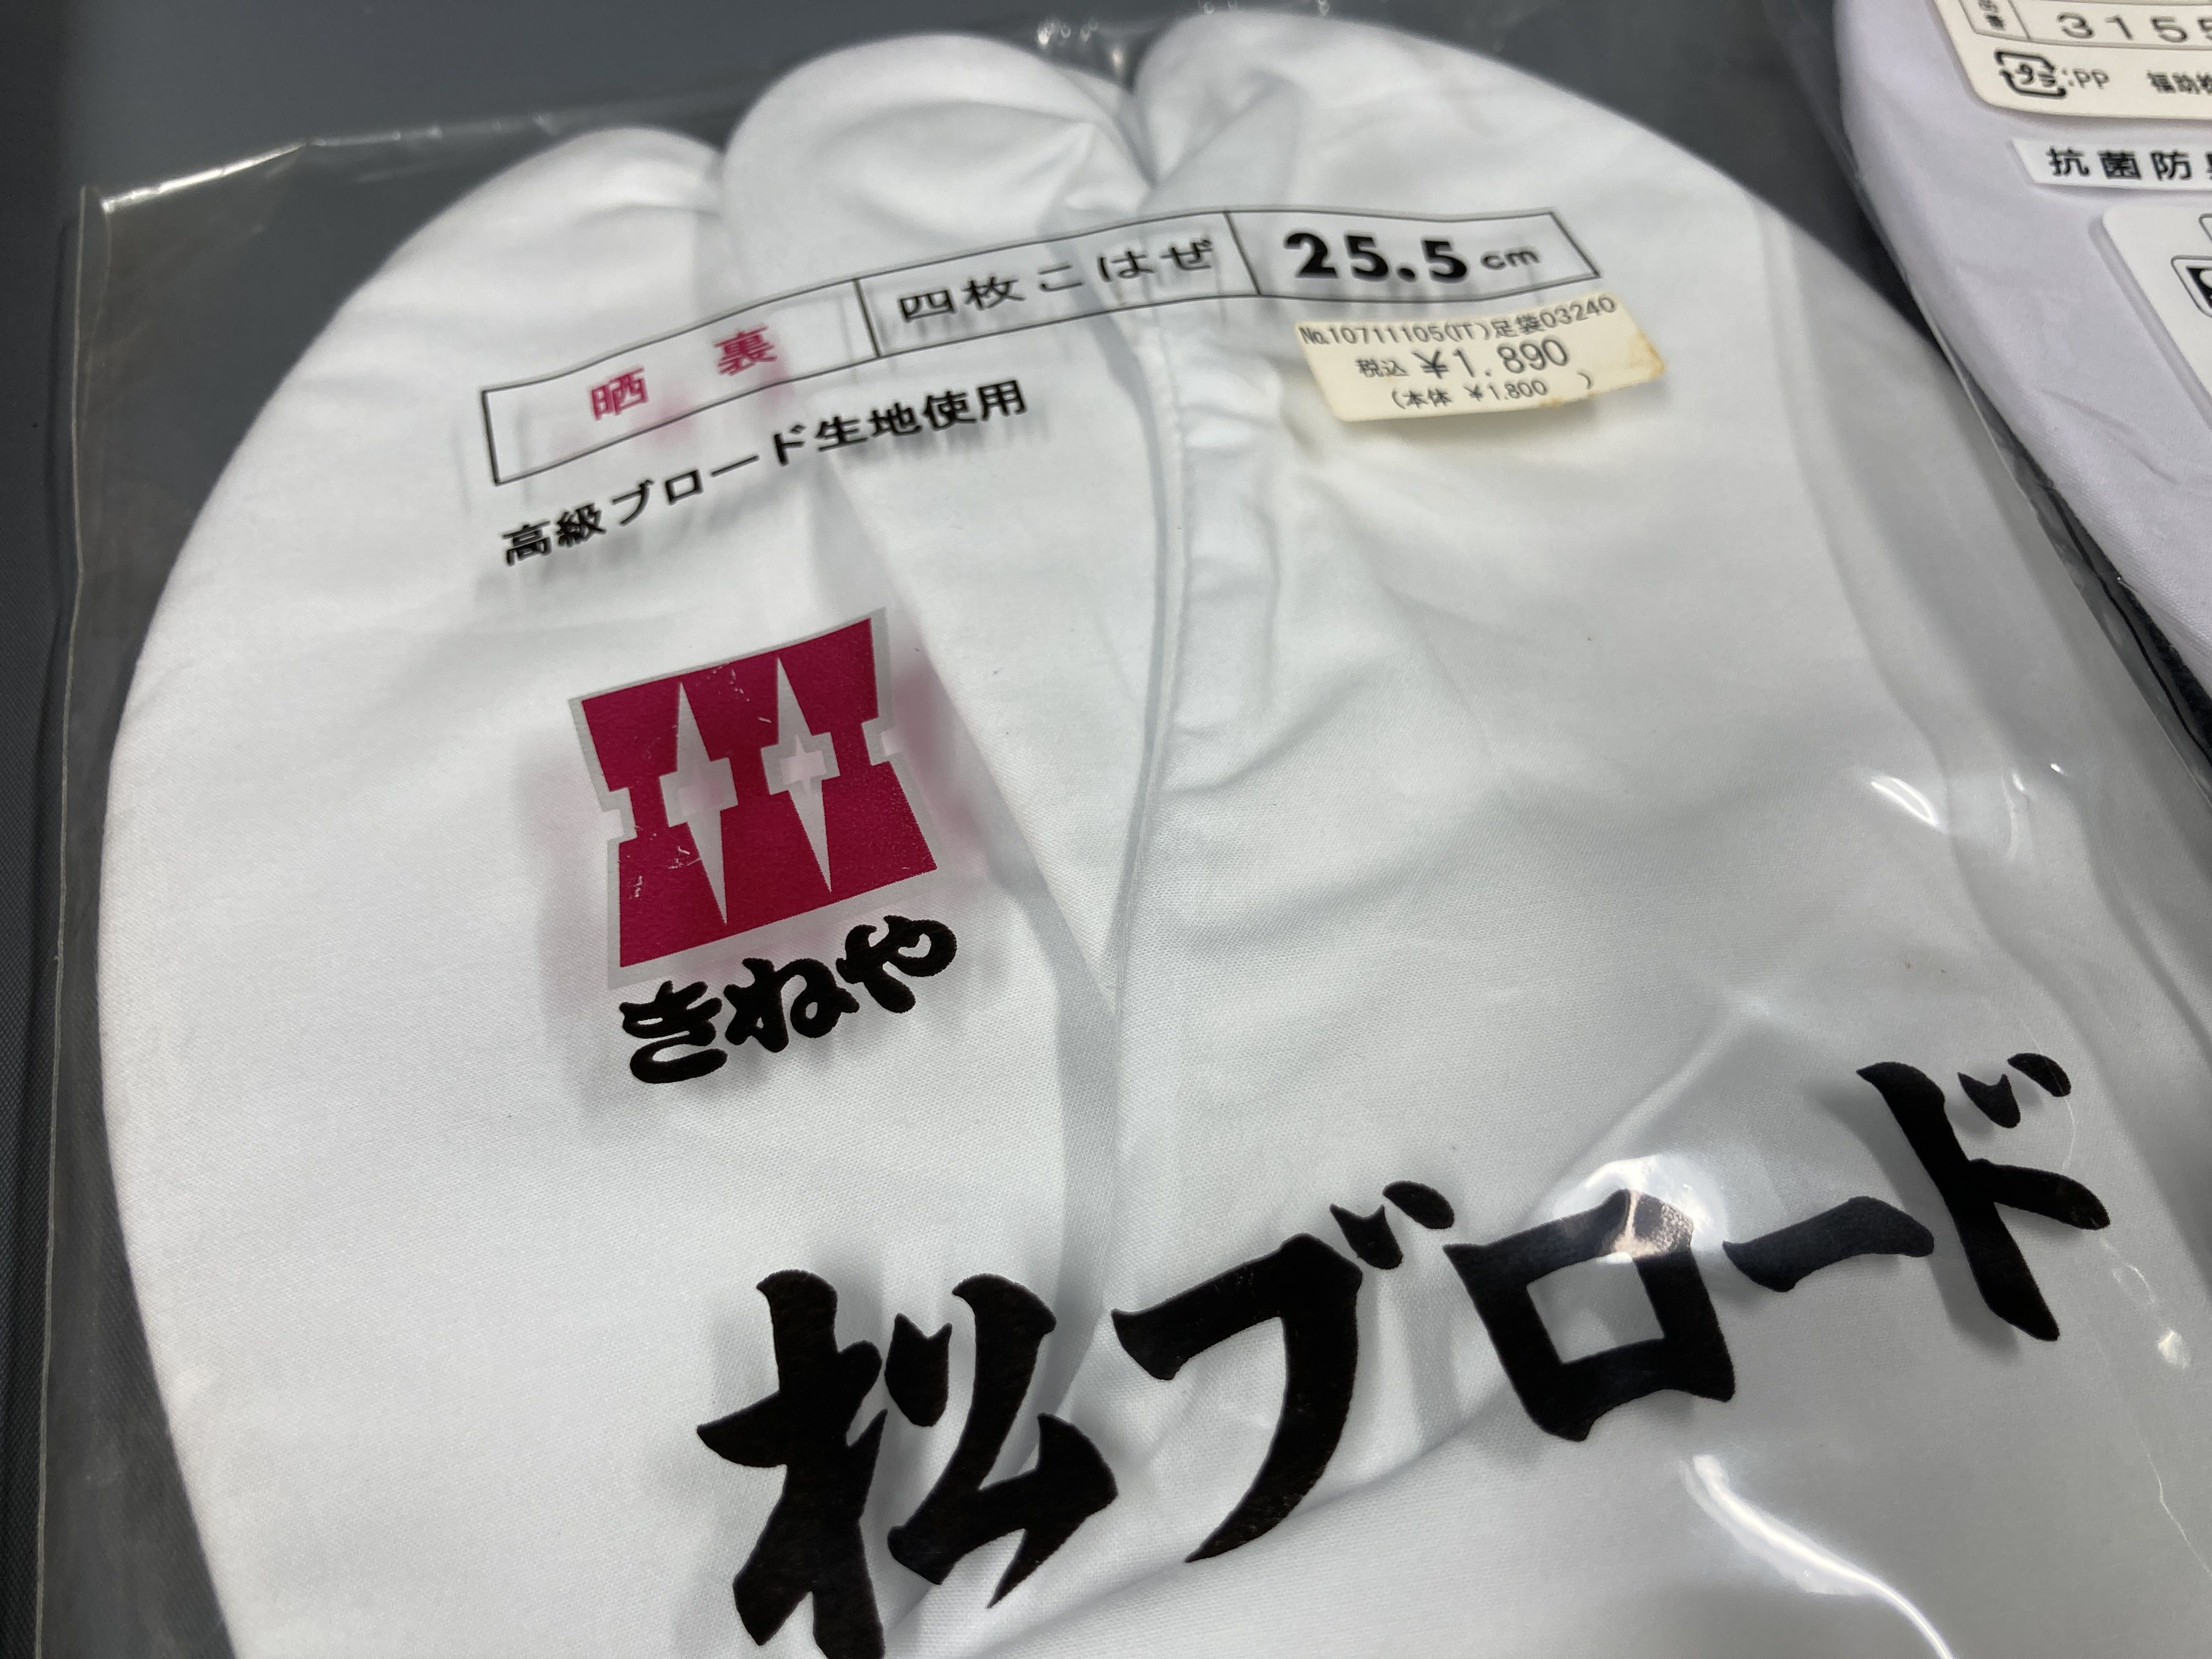 晒 裏 四枚こはぜ 25.5cm
No.10711105(IT)足袋03240
税込 ¥1.890
(本体 ¥1.800 )
高級ブロード生地使用
きねや
松ブロード
3155
:PP 福助
抗菌防